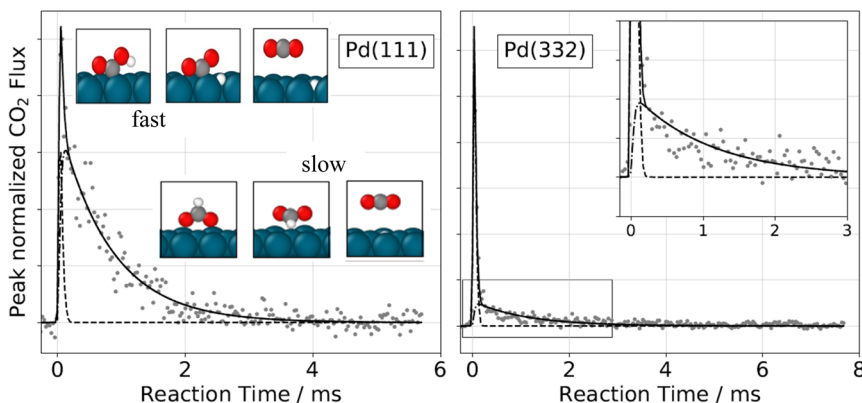 Peak normalized CO₂ Flux
Pd(111)
fast
slow
0 2 4 6
Reaction Time / ms
Pd(332)
0 1 2 3
0 2 4 6 8
Reaction Time / ms